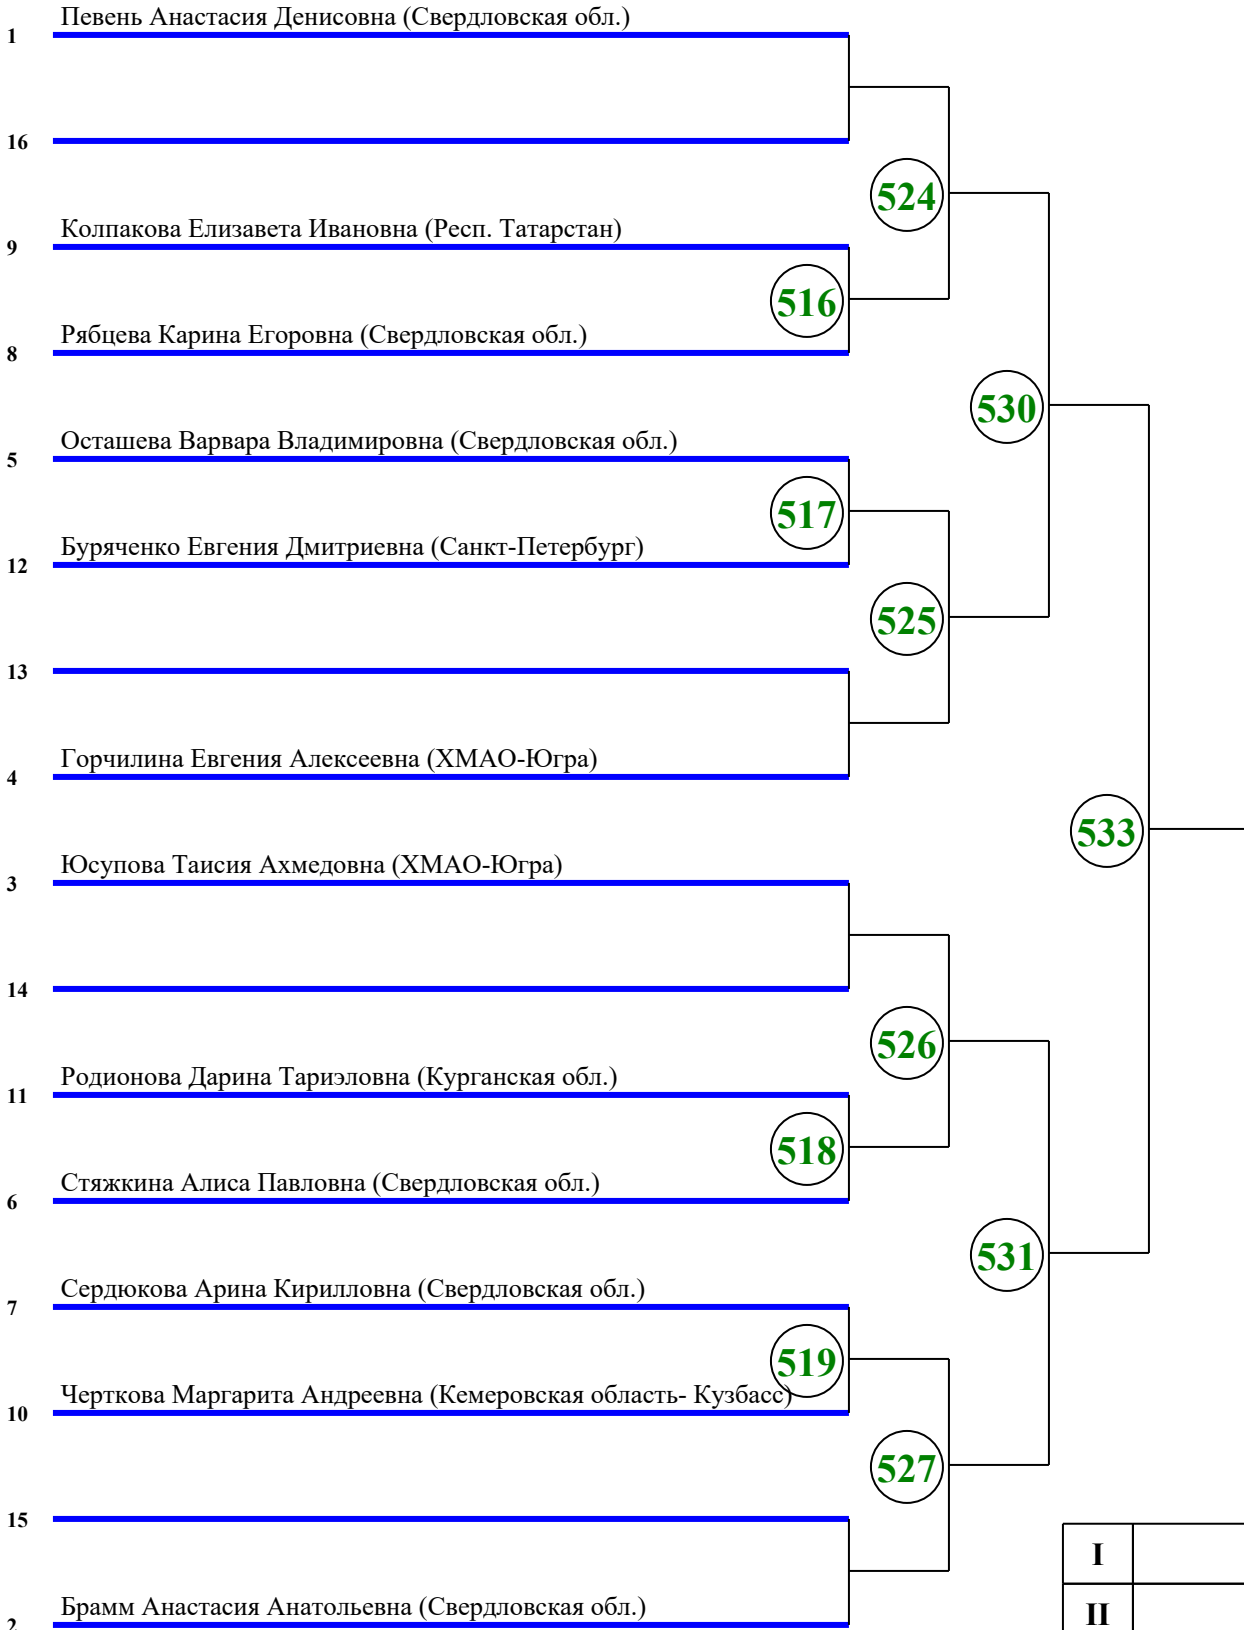 Певень Анастасия Денисовна (Свердловская обл.)
1
16
524
Колпакова Елизавета Ивановна (Респ. Татарстан)
9
516
Рябцева Карина Егоровна (Свердловская обл.)
8
530
Осташева Варвара Владимировна (Свердловская обл.)
5
517
Буряченко Евгения Дмитриевна (Санкт-Петербург)
12
525
13
Горчилина Евгения Алексеевна (ХМАО-Югра)
4
533
Юсупова Таисия Ахмедовна (ХМАО-Югра)
3
14
526
Родионова Дарина Тариэловна (Курганская обл.)
11
518
Стяжкина Алиса Павловна (Свердловская обл.)
6
531
Сердюкова Арина Кирилловна (Свердловская обл.)
7
519
Черткова Маргарита Андреевна (Кемеровская область- Кузбасс)
10
527
15
I
Брамм Анастасия Анатольевна (Свердловская обл.)
2
II